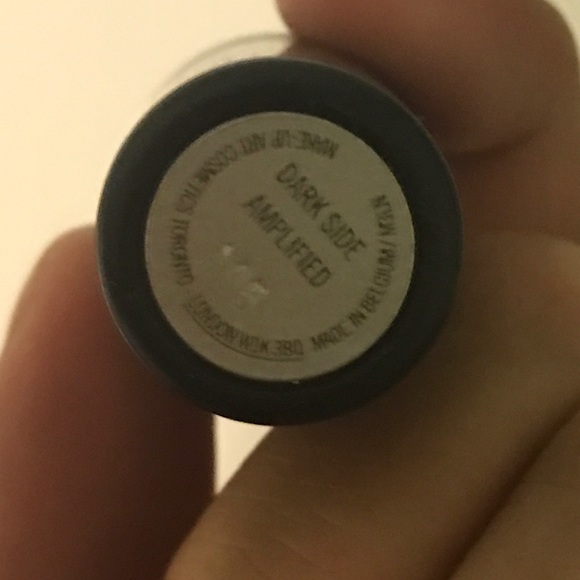 DARK SIDE
AMPLIFIED
MAKE-UP ART COSMETICS TORONTO
LONDON W1K 3BQ MADE IN BELGIUM/